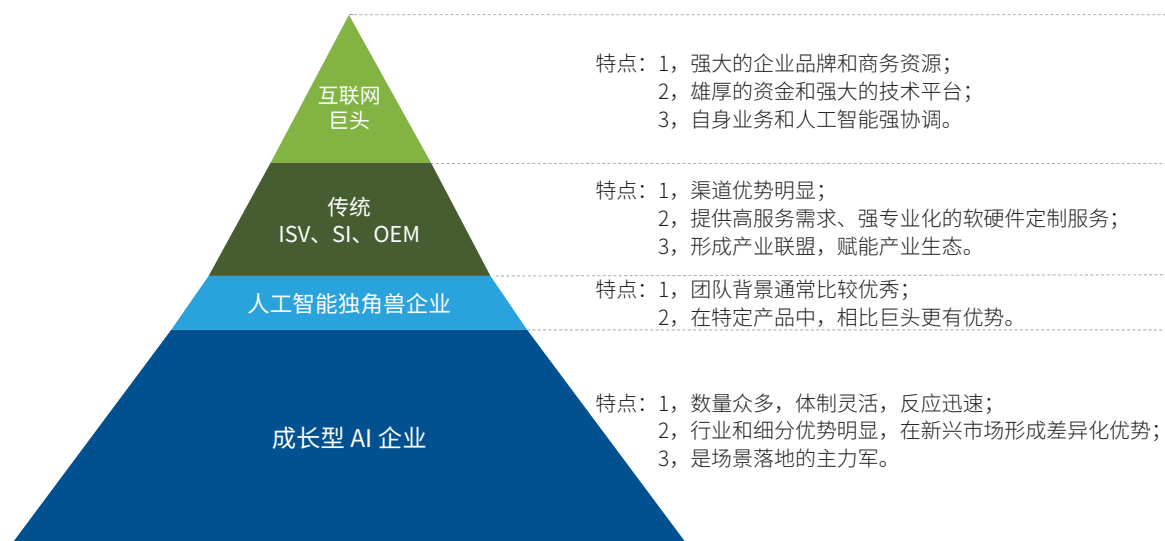 互联网
巨头
特点：1，强大的企业品牌和商务资源；
2，雄厚的资金和强大的技术平台；
3，自身业务和人工智能强协调。
传统
ISV、SI、OEM
特点：1，渠道优势明显；
2，提供高服务需求、强专业化的软硬件定制服务；
3，形成产业联盟，赋能产业生态。
人工智能独角兽企业
特点：1，团队背景通常比较优秀；
2，在特定产品中，相比巨头更有优势。
成长型 AI 企业
特点：1，数量众多，体制灵活，反应迅速；
2，行业和细分优势明显，在新兴市场形成差异化优势；
3，是场景落地的主力军。